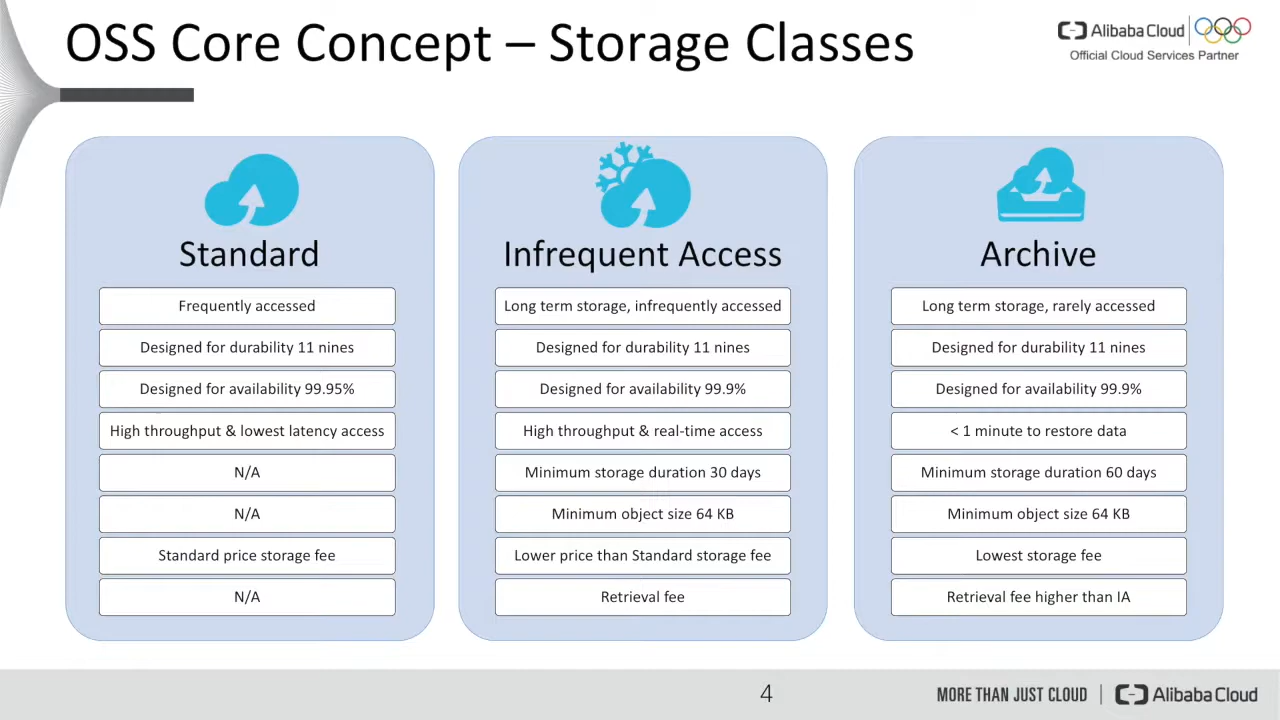 OSS Core Concept – Storage Classes
Alibaba Cloud
Official Cloud Services Partner
Standard
Frequently accessed
Designed for durability 11 nines
Designed for availability 99.95%
High throughput & lowest latency access
N/A
N/A
Standard price storage fee
N/A
Infrequent Access
Long term storage, infrequently accessed
Designed for durability 11 nines
Designed for availability 99.9%
High throughput & real-time access
Minimum storage duration 30 days
Minimum object size 64 KB
Lower price than Standard storage fee
Retrieval fee
Archive
Long term storage, rarely accessed
Designed for durability 11 nines
Designed for availability 99.9%
< 1 minute to restore data
Minimum storage duration 60 days
Minimum object size 64 KB
Lowest storage fee
Retrieval fee higher than IA
4
MORE THAN JUST CLOUD | Alibaba Cloud